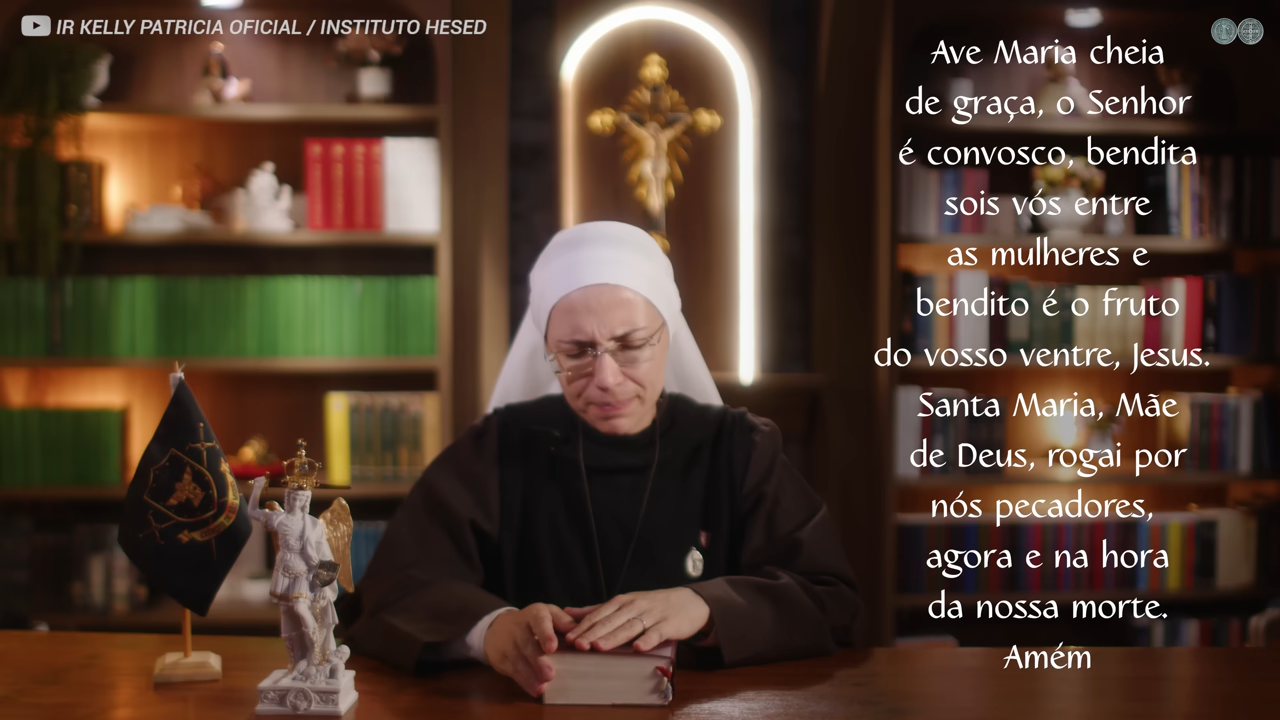 IR KELLY PATRICIA OFICIAL / INSTITUTO HESED
Ave Maria cheia
de graça, o Senhor
é convosco, bendita
sois vós entre
as mulheres e
bendito é o fruto
do vosso ventre, Jesus.
Santa Maria, Mãe
de Deus, rogai por
nós pecadores,
agora e na hora
da nossa morte.
Amém